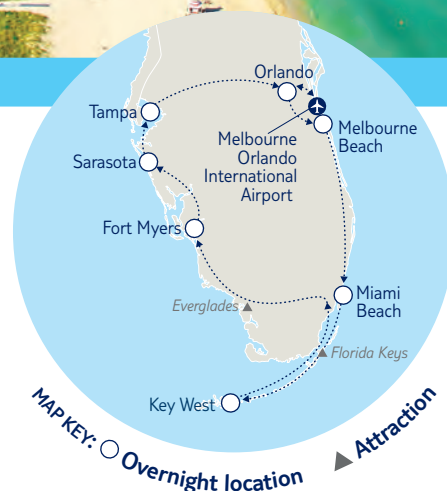 Orlando
Tampa
Melbourne
Orlando
International
Airport
Melbourne
Beach
Sarasota
Fort Myers
Everglades
Miami
Beach
Florida Keys
Key West
MAP KEY: Overnight location Attraction